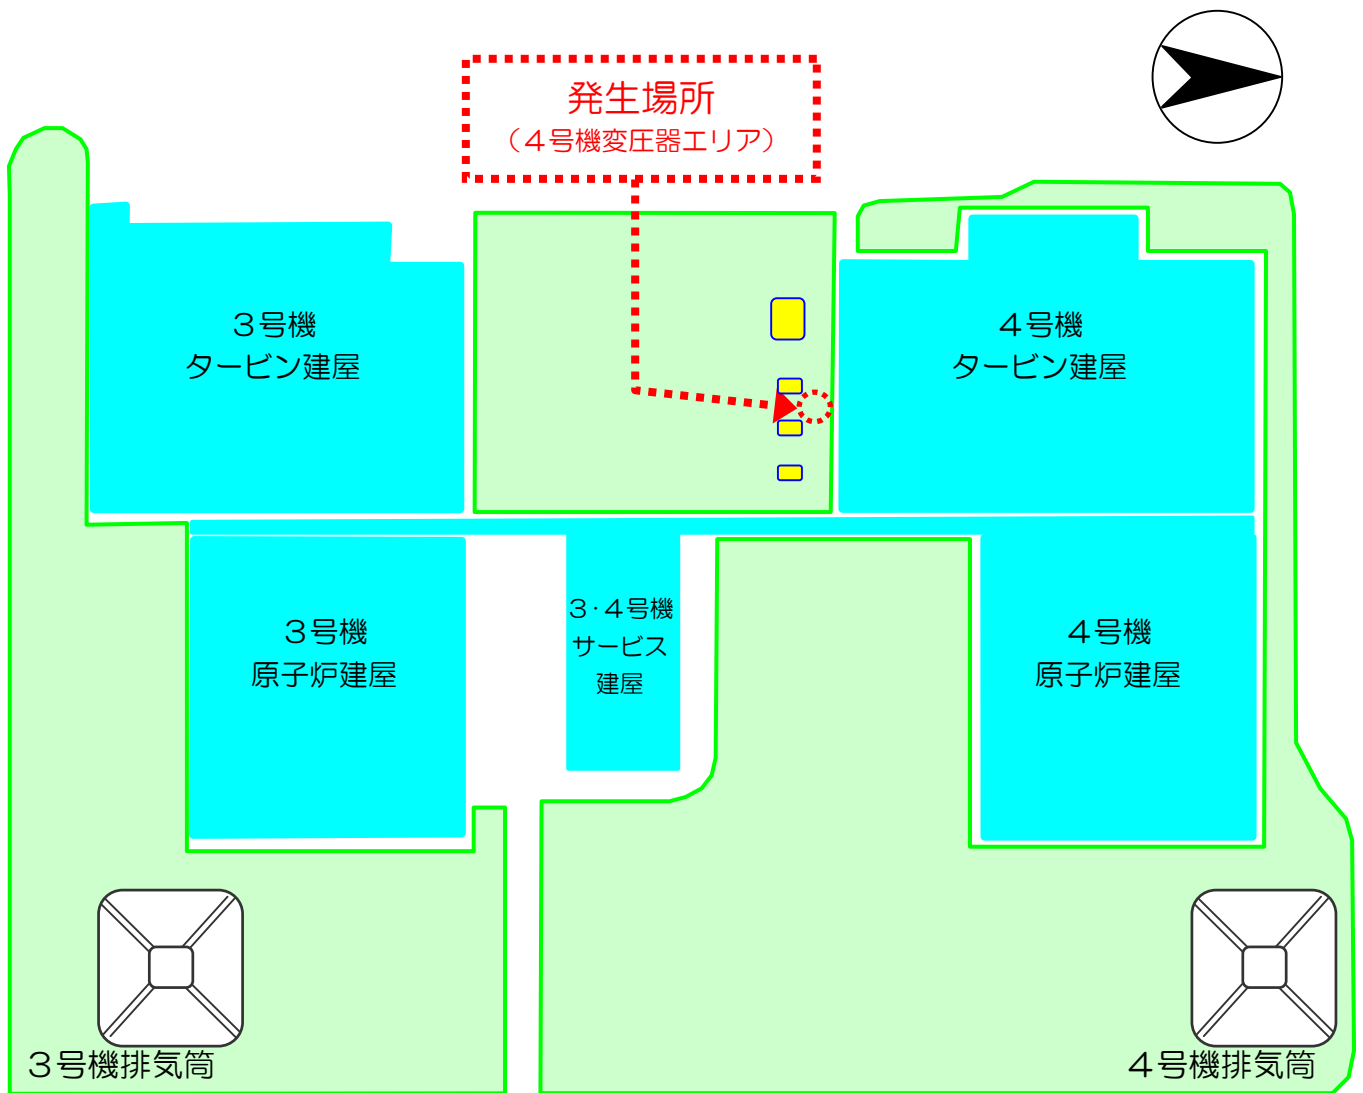 発生場所
（４号機変圧器エリア）
３号機
タービン建屋
４号機
タービン建屋
３・４号機
サービス
建屋
３号機
原子炉建屋
４号機
原子炉建屋
３号機排気筒
４号機排気筒